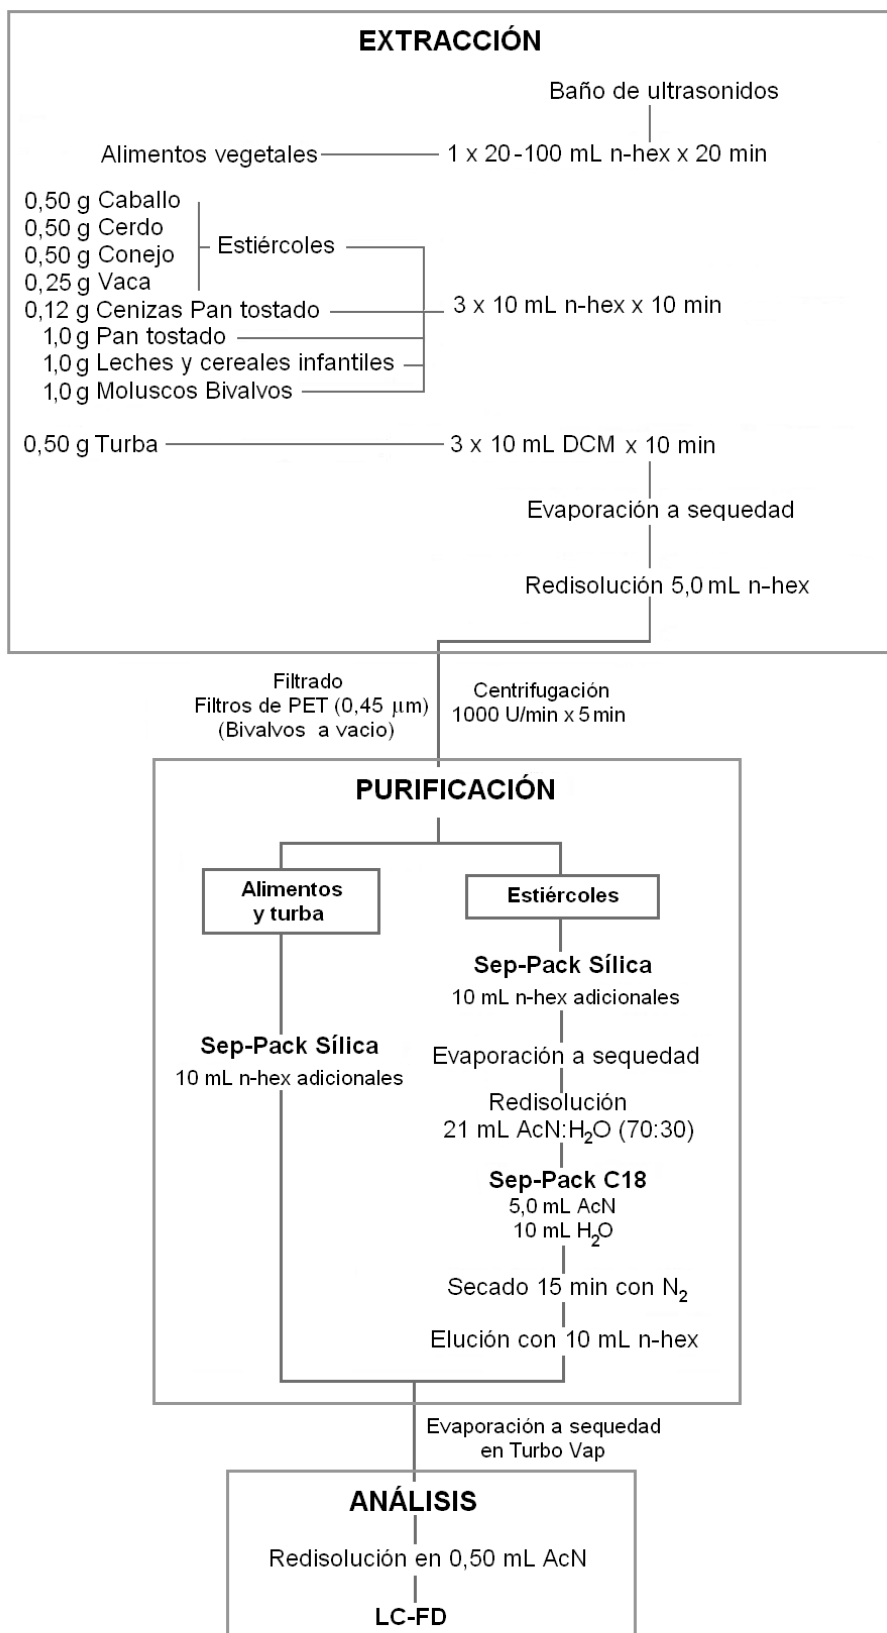 EXTRACCIÓN
Baño de ultrasonidos
Alimentos vegetales 1 x 20-100 mL n-hex x 20 min
0,50 g Caballo
0,50 g Cerdo
0,50 g Conejo
0,25 g Vaca
Estiércoles
0,12 g Cenizas Pan tostado
1,0 g Pan tostado
1,0 g Leches y cereales infantiles
1,0 g Moluscos Bivalvos
3 x 10 mL n-hex x 10 min
0,50 g Turba 3 x 10 mL DCM x 10 min
Evaporación a sequedad
Redisolución 5,0 mL n-hex
Filtrado
Filtros de PET (0,45 µm)
(Bivalvos a vacio)
Centrifugación
1000 U/min x 5 min
PURIFICACIÓN
Alimentos
y turba
Sep-Pack Sílica
10 mL n-hex adicionales
Estiércoles
Sep-Pack Sílica
10 mL n-hex adicionales
Evaporación a sequedad
Redisolución
21 mL AcN:H₂O (70:30)
Sep-Pack C18
5,0 mL AcN
10 mL H₂O
Secado 15 min con N₂
Elución con 10 mL n-hex
Evaporación a sequedad
en Turbo Vap
ANÁLISIS
Redisolución en 0,50 mL AcN
LC-FD